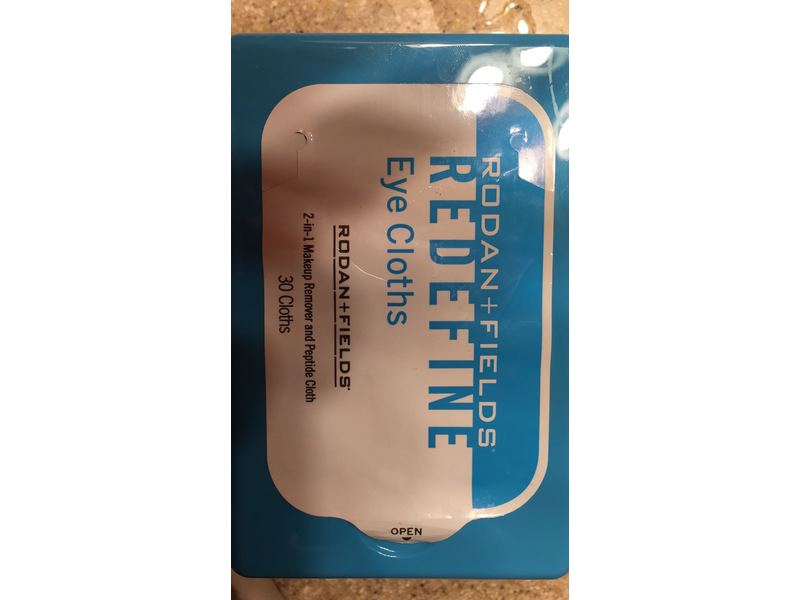 RODAN+FIELDS
REDEFINE
Eye Cloths
RODAN+FIELDS®
2-in-1 Makeup Remover and Peptide Cloth
30 Cloths
OPEN